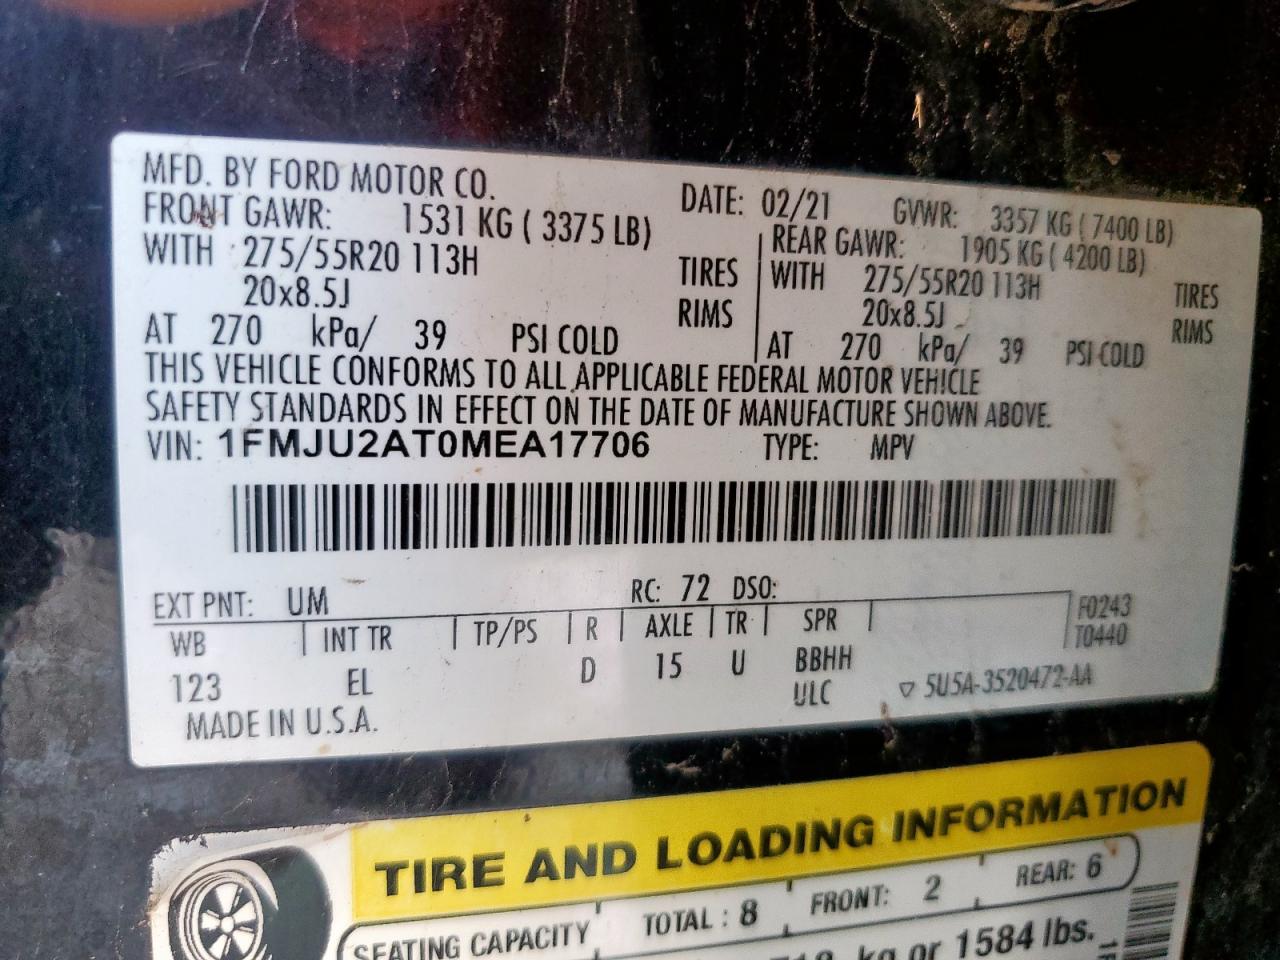 MFD. BY FORD MOTOR CO. DATE: 02/21 GVWR: 3357 KG ( 7400 LB)
FRONT GAWR: 1531 KG ( 3375 LB) REAR GAWR: 1905 KG ( 4200 LB)
WITH 275/55R20 113H TIRES WITH 275/55R20 113H TIRES
20x8.5J RIMS 20x8.5J RIMS
AT 270 kPa/ 39 PSI COLD AT 270 kPa/ 39 PSI COLD
THIS VEHICLE CONFORMS TO ALL APPLICABLE FEDERAL MOTOR VEHICLE
SAFETY STANDARDS IN EFFECT ON THE DATE OF MANUFACTURE SHOWN ABOVE.
VIN: 1FMJU2AT0MEA17706 TYPE: MPV
EXT PNT: UM RC: 72 DSO:
WB INT TR TP/PS R AXLE TR SPR F0243
T0440
123 EL D 15 U BBHH
ULC 5U5A-3520472-AA
MADE IN U.S.A.
TIRE AND LOADING INFORMATION
SEATING CAPACITY TOTAL : 8 FRONT: 2 REAR: 6
kg or 1584 lbs.